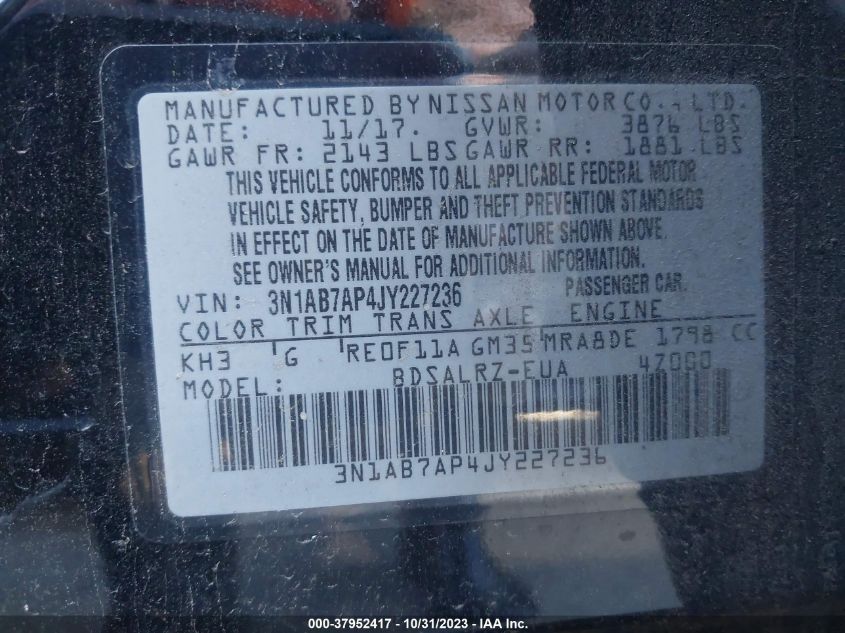 MANUFACTURED BY NISSAN MOTOR CO., LTD.
DATE: 11/17. GVWR: 3876 LBS
GAWR FR: 2143 LBS GAWR RR: 1881 LBS
THIS VEHICLE CONFORMS TO ALL APPLICABLE FEDERAL MOTOR
VEHICLE SAFETY, BUMPER AND THEFT PREVENTION STANDARDS
IN EFFECT ON THE DATE OF MANUFACTURE SHOWN ABOVE.
SEE OWNER'S MANUAL FOR ADDITIONAL INFORMATION.
VIN: 3N1AB7AP4JY227236 PASSENGER CAR.
COLOR TRIM TRANS AXLE ENGINE
KH3 G RE0F11A GM35 MRA8DE 1798 CC
MODEL: BDSALRZ-EUA 4Z000
3N1AB7AP4JY227236
000-37952417 - 10/31/2023 - IAA Inc.